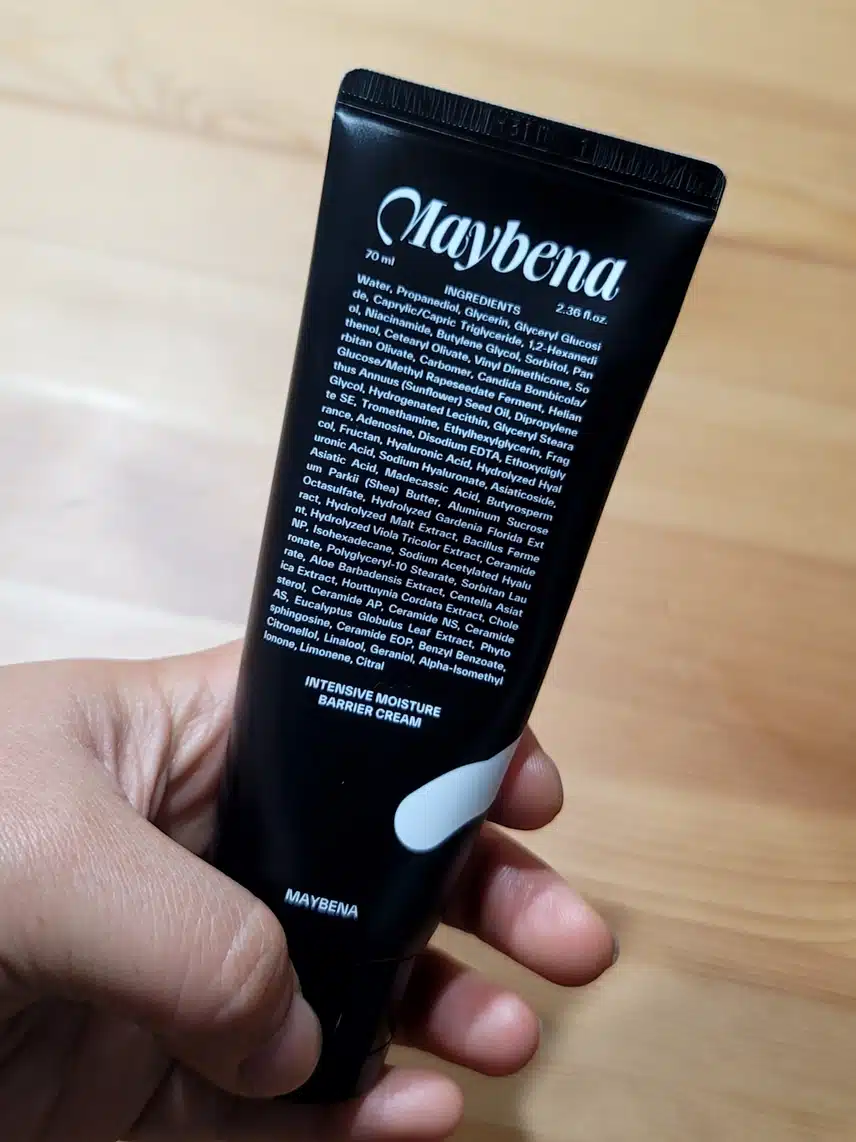 Maybena
70 ml
INGREDIENTS
2.36 fl.oz.
Water, Propanediol, Glycerin, Glyceryl Glucosi
de, Caprylic/Capric Triglyceride, 1,2-Hexanedi
ol, Niacinamide, Butylene Glycol, Sorbitol, Pan
thenol, Cetearyl Olivate, Vinyl Dimethicone, So
rbitan Olivate, Carbomer, Candida Bombicola/
Glucose/Methyl Rapeseedate Ferment, Helian
thus Annuus (Sunflower) Seed Oil, Dipropylene
Glycol, Hydrogenated Lecithin, Glyceryl Steara
te SE, Tromethamine, Ethylhexylglycerin, Frag
rance, Adenosine, Disodium EDTA, Ethoxydigly
col, Fructan, Hyaluronic Acid, Hydrolyzed Hyal
uronic Acid, Sodium Hyaluronate, Asiaticoside,
Asiatic Acid, Madecassic Acid, Butyrosperm
um Parkii (Shea) Butter, Aluminum Sucrose
Octasulfate, Hydrolyzed Gardenia Florida Ext
ract, Hydrolyzed Malt Extract, Bacillus Ferme
nt, Hydrolyzed Viola Tricolor Extract, Ceramide
NP, Isohexadecane, Sodium Acetylated Hyalu
ronate, Polyglyceryl-10 Stearate, Sorbitan Lau
rate, Aloe Barbadensis Extract, Centella Asiat
ica Extract, Houttuynia Cordata Extract, Chole
sterol, Ceramide AP, Ceramide NS, Ceramide
AS, Eucalyptus Globulus Leaf Extract, Phyto
sphingosine, Ceramide EOP, Benzyl Benzoate,
Citronellol, Linalool, Geraniol, Alpha-Isomethyl
Ionone, Limonene, Citral
INTENSIVE MOISTURE
BARRIER CREAM
MAYBENA